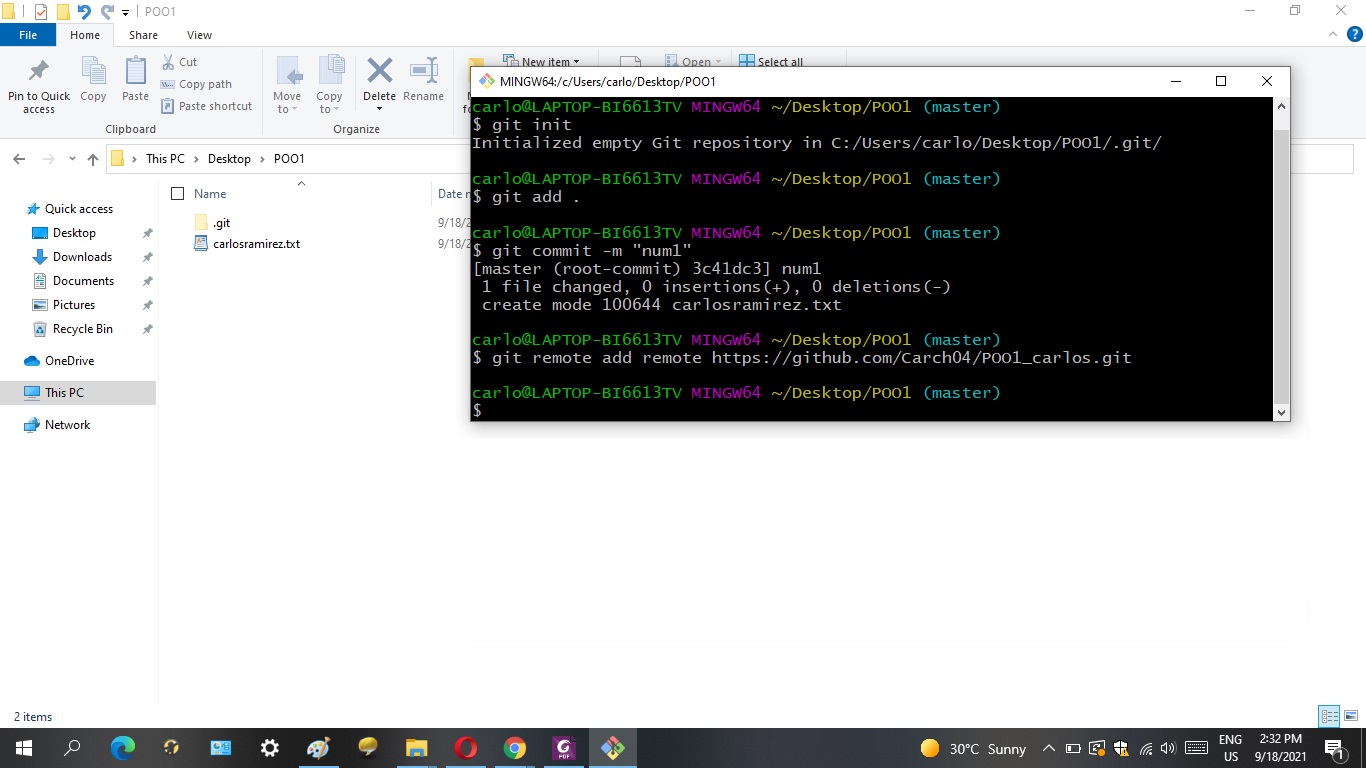 POO1
File
Home
Share
View
Pin to Quick
access
Copy
Paste
Cut
Copy path
Paste shortcut
Move
to
Copy
to
Delete
Rename
New item
Open
Select all
Organize
This PC
Desktop
POO1
Name
Date
.git
9/18/2
carlosramirez.txt
9/18/2
Quick access
Desktop
Downloads
Documents
Pictures
Recycle Bin
OneDrive
This PC
Network
2 items
MINGW64:/c/Users/carlo/Desktop/POO1
carlo@LAPTOP-BI6613TV MINGW64 ~/Desktop/POO1 (master)
$ git init
Initialized empty Git repository in C:/Users/carlo/Desktop/POO1/.git/
carlo@LAPTOP-BI6613TV MINGW64 ~/Desktop/POO1 (master)
$ git add .
carlo@LAPTOP-BI6613TV MINGW64 ~/Desktop/POO1 (master)
$ git commit -m "num1"
[master (root-commit) 3c41dc3] num1
1 file changed, 0 insertions(+), 0 deletions(-)
create mode 100644 carlosramirez.txt
carlo@LAPTOP-BI6613TV MINGW64 ~/Desktop/POO1 (master)
$ git remote add remote https://github.com/Carch04/POO1_carlos.git
carlo@LAPTOP-BI6613TV MINGW64 ~/Desktop/POO1 (master)
$
PDF
30°C Sunny
ENG
US
2:32 PM
9/18/2021
1